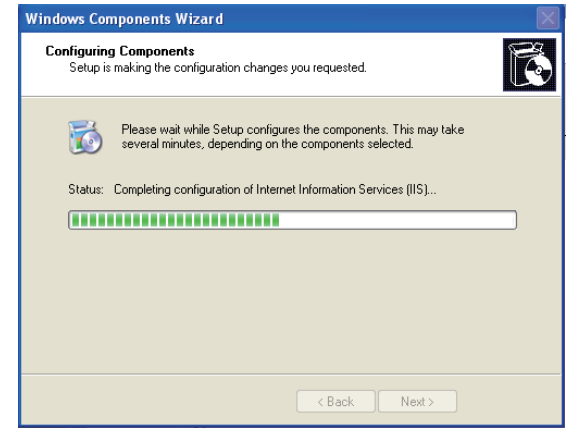 Windows Components Wizard
Configuring Components
Setup is making the configuration changes you requested.
Please wait while Setup configures the components. This may take
several minutes, depending on the components selected.
Status: Completing configuration of Internet Information Services (IIS)...
< Back Next >